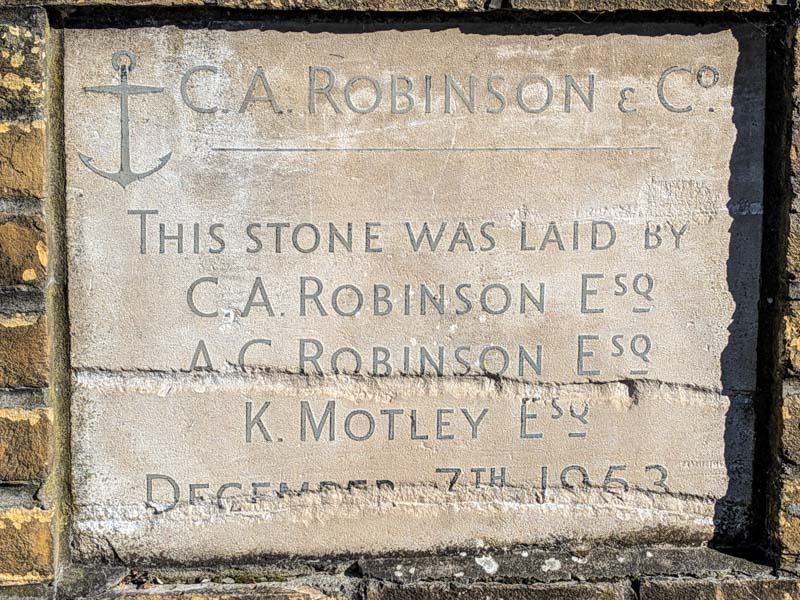 C.A. ROBINSON & Cº.
THIS STONE WAS LAID BY
C.A. ROBINSON ESQ
A.C. ROBINSON ESQ
K. MOTLEY ESQ
DECEMBER 7TH 1953